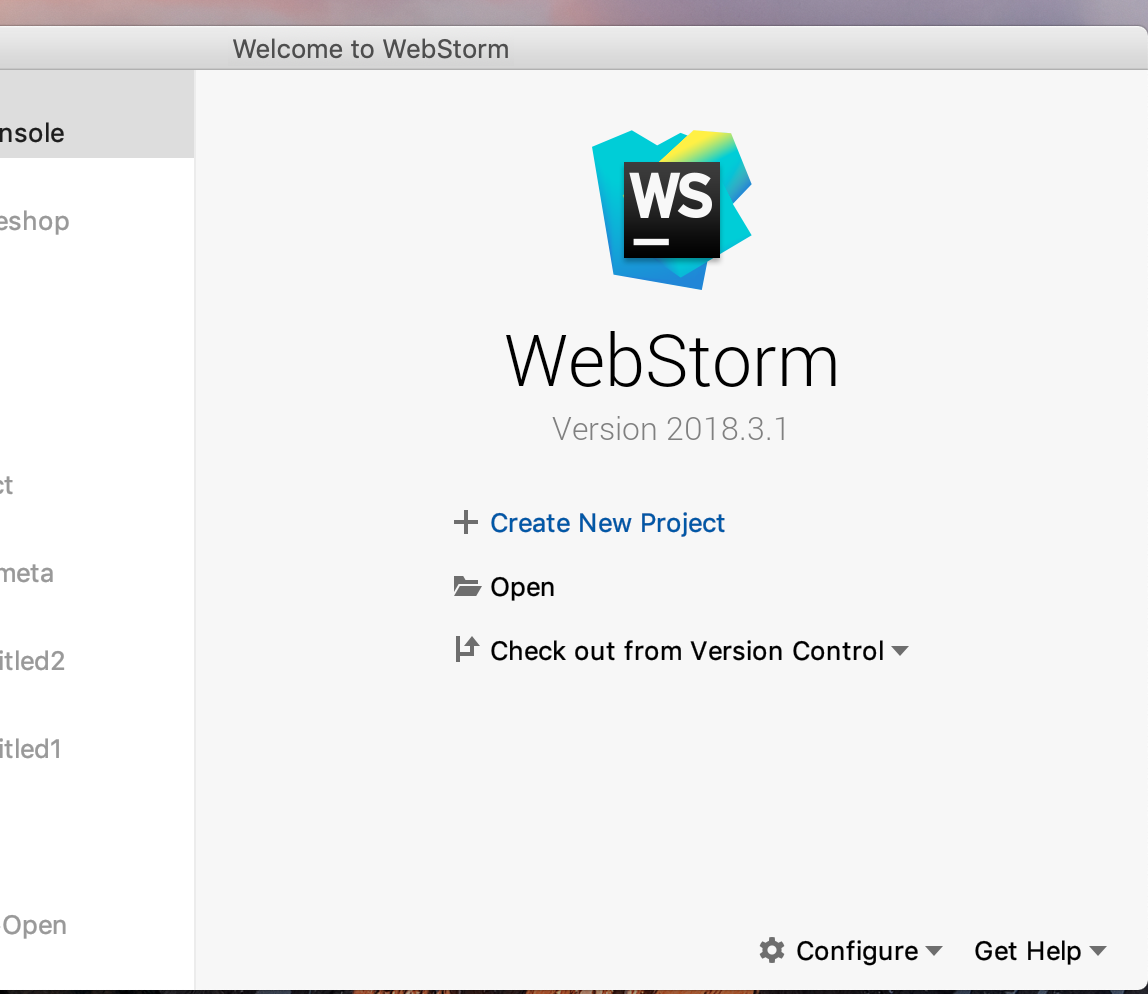 Welcome to WebStorm
nsole
eshop
ct
meta
itled2
itled1
Open
WS
WebStorm
Version 2018.3.1
Create New Project
Open
Check out from Version Control
Configure
Get Help